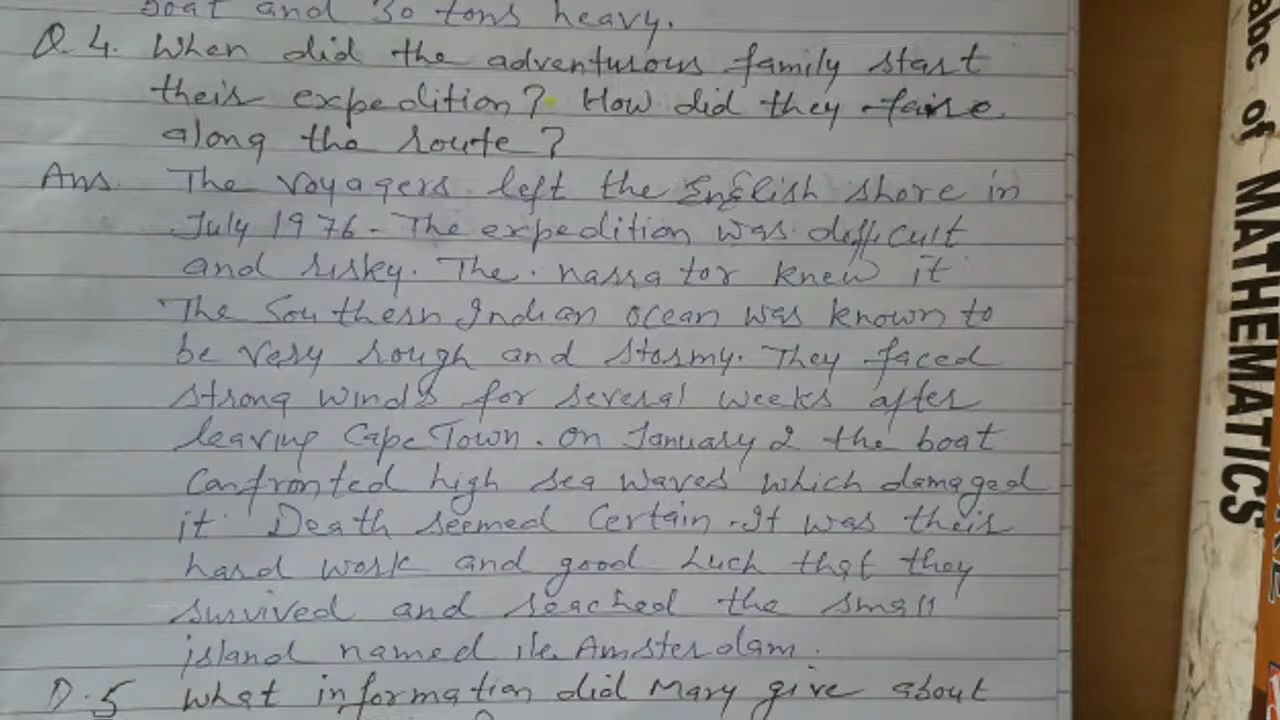 boat and 30 tons heavy.
Q 4. When did the adventurous family start
their expedition? How did they faire
along the route?
Ans. The voyagers left the English shore in
July 1976. The expedition was difficult
and risky. The narrator knew it
The Southern Indian ocean was known to
be very rough and stormy. They faced
strong winds for several weeks after
leaving Cape Town. On January 2 the boat
confronted high sea waves which damaged
it Death seemed certain. It was their
hard work and good luck that they
survived and reached the small
island named ile Amsterdam.
Q. 5 What information did Mary give about
abc of MATHEMATICS